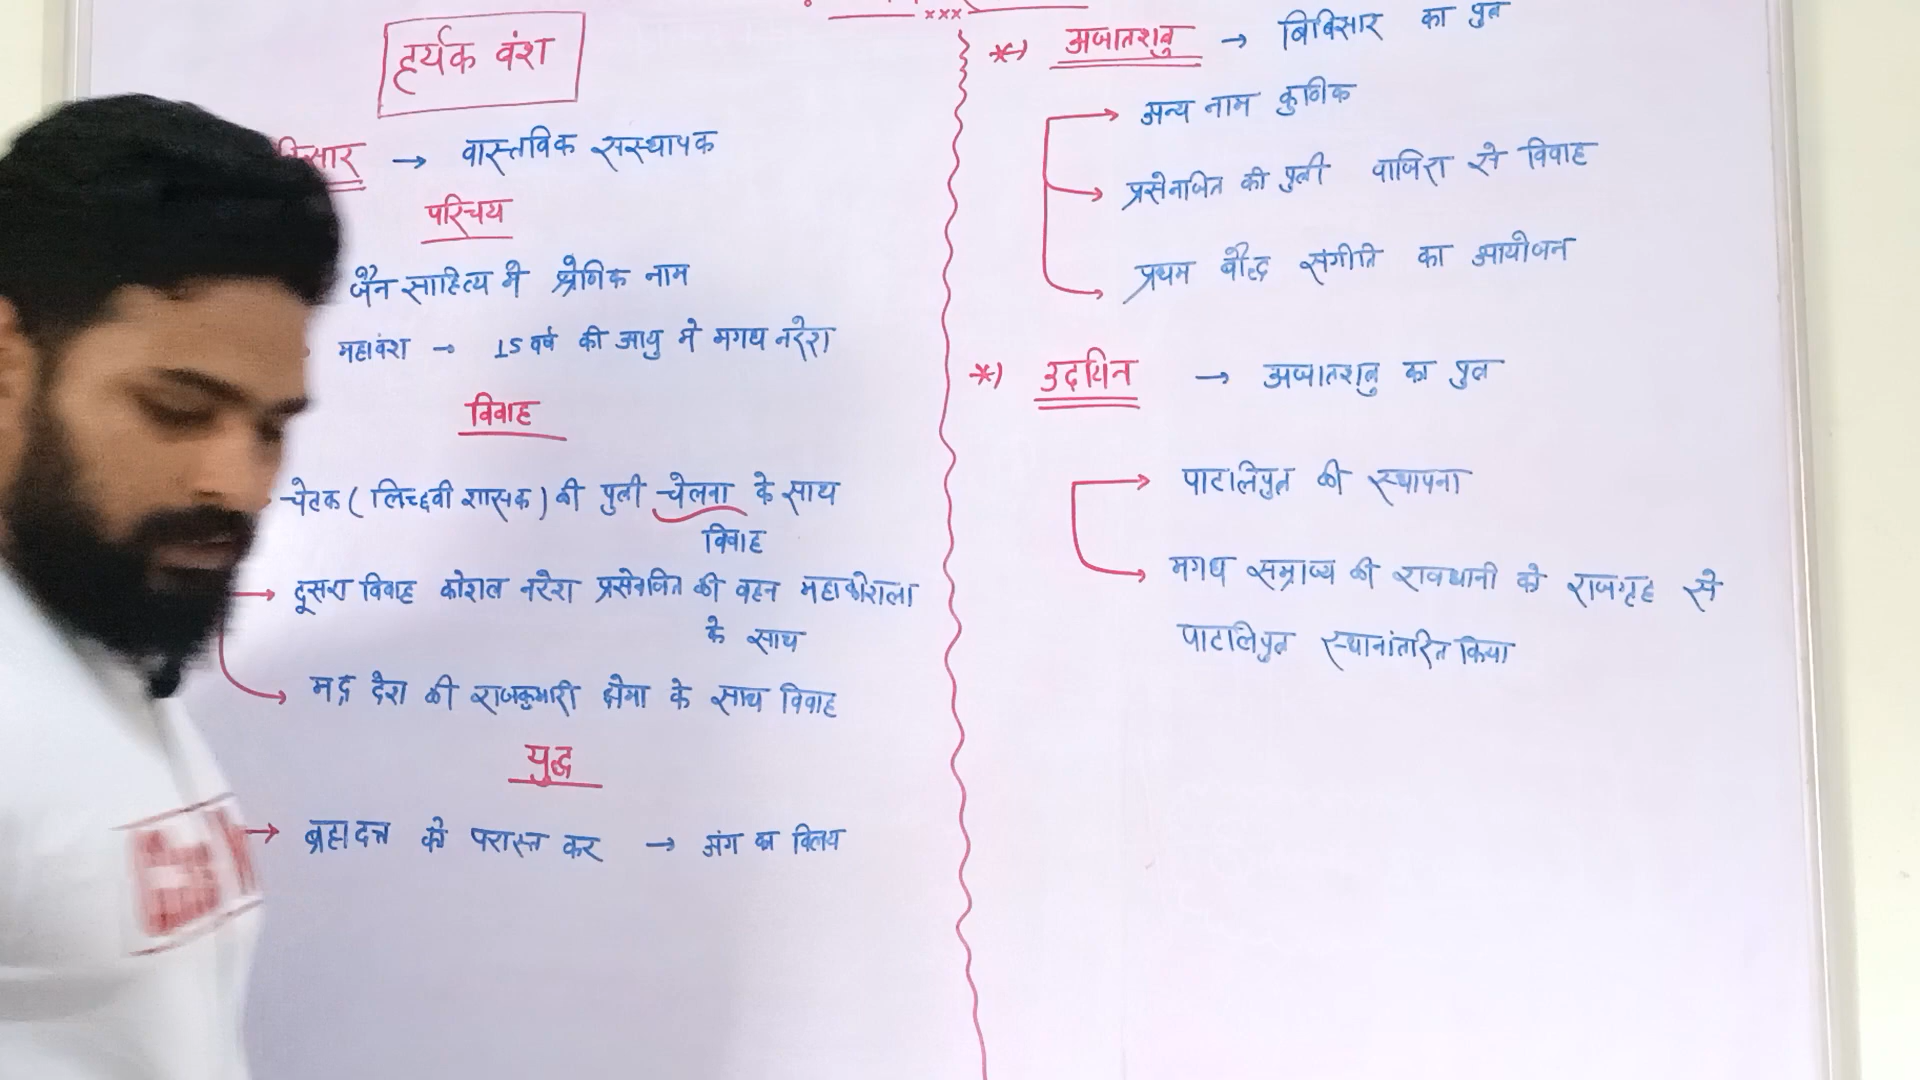 हर्यक वंश
सार → वास्तविक संस्थापक
परिचय
जैन साहित्य मे श्रेणिक नाम
महावंश → 15 वर्ष की आयु मे मगध नरेश
विवाह
चेटक ( लिच्छवी शासक ) की पुत्री चेलना के साथ
विवाह
दूसरा विवाह कोशल नरेश प्रसेनजित की बहन महाकोशला
के साथ
मद्र देश की राजकुमारी क्षेमा के साथ विवाह
युद्ध
→ ब्रह्मदत्त को परास्त कर → अंग का विलय
xxx
*) अजातशत्रु → बिंबिसार का पुत्र
अन्य नाम कुणिक
प्रसेनजित की पुत्री वाजिरा से विवाह
प्रथम बौद्ध संगीति का आयोजन
*) उदयिन → अजातशत्रु का पुत्र
पाटलिपुत्र की स्थापना
मगध सम्राज्य की राजधानी को राजगृह से
पाटलिपुत्र स्थानांतरित किया